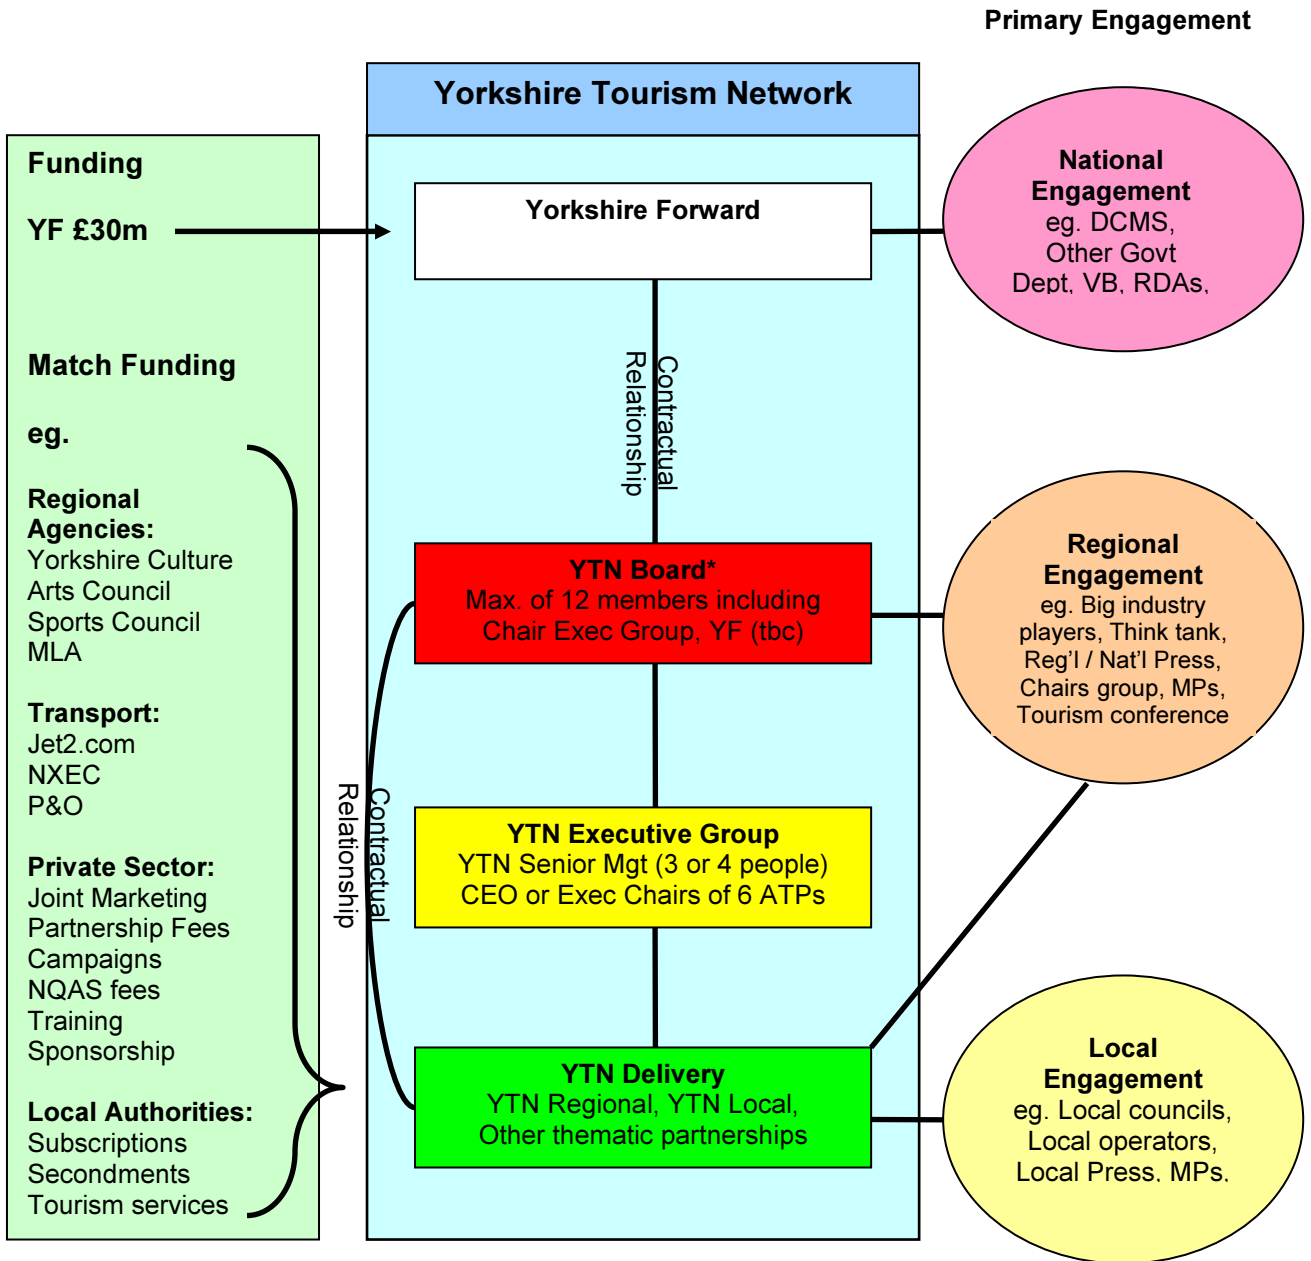 Primary Engagement
Yorkshire Tourism Network
Funding
YF £30m
Match Funding
eg.
Regional
Agencies:
Yorkshire Culture
Arts Council
Sports Council
MLA
Transport:
Jet2.com
NXEC
P&O
Private Sector:
Joint Marketing
Partnership Fees
Campaigns
NQAS fees
Training
Sponsorship
Local Authorities:
Subscriptions
Secondments
Tourism services
Yorkshire Forward
Contractual
Relationship
YTN Board*
Max. of 12 members including
Chair Exec Group, YF (tbc)
Contractual
Relationship
YTN Executive Group
YTN Senior Mgt (3 or 4 people)
CEO or Exec Chairs of 6 ATPs
YTN Delivery
YTN Regional, YTN Local,
Other thematic partnerships
National
Engagement
eg. DCMS,
Other Govt
Dept, VB, RDAs,
Regional
Engagement
eg. Big industry
players, Think tank,
Reg’l / Nat’l Press,
Chairs group, MPs,
Tourism conference
Local
Engagement
eg. Local councils,
Local operators,
Local Press, MPs,